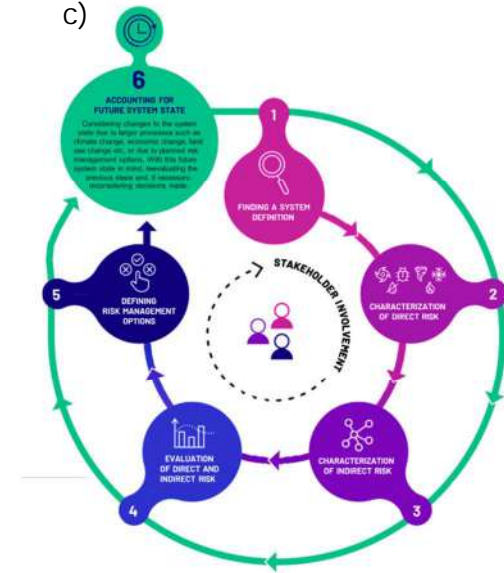 c)
6
ACCOUNTING FOR
FUTURE SYSTEM STATE
Considering changes to the system
state due to larger processes such as
climate change, economic change, land
use change etc. or due to planned risk
management options. With this future
system state in mind, reevaluating the
previous steps and, if necessary,
reconsidering decisions made.
1
FINDING A SYSTEM
DEFINITION
2
CHARACTERIZATION
OF DIRECT RISK
3
CHARACTERIZATION
OF INDIRECT RISK
4
EVALUATION
OF DIRECT AND
INDIRECT RISK
5
DEFINING
RISK MANAGEMENT
OPTIONS
STAKEHOLDER INVOLVEMENT